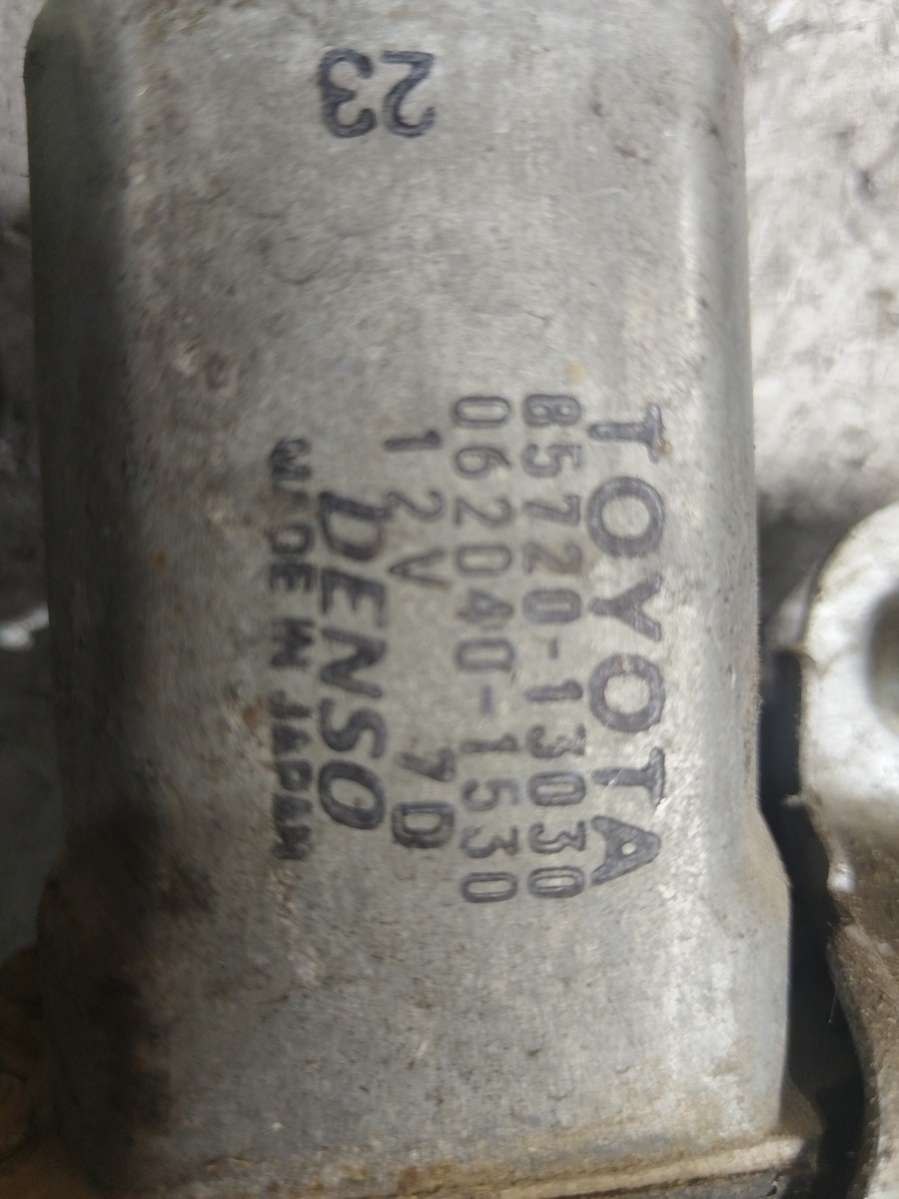 TOYOTA
85720-13030
062040-1530
12V 7D
DENSO
MADE IN JAPAN
23